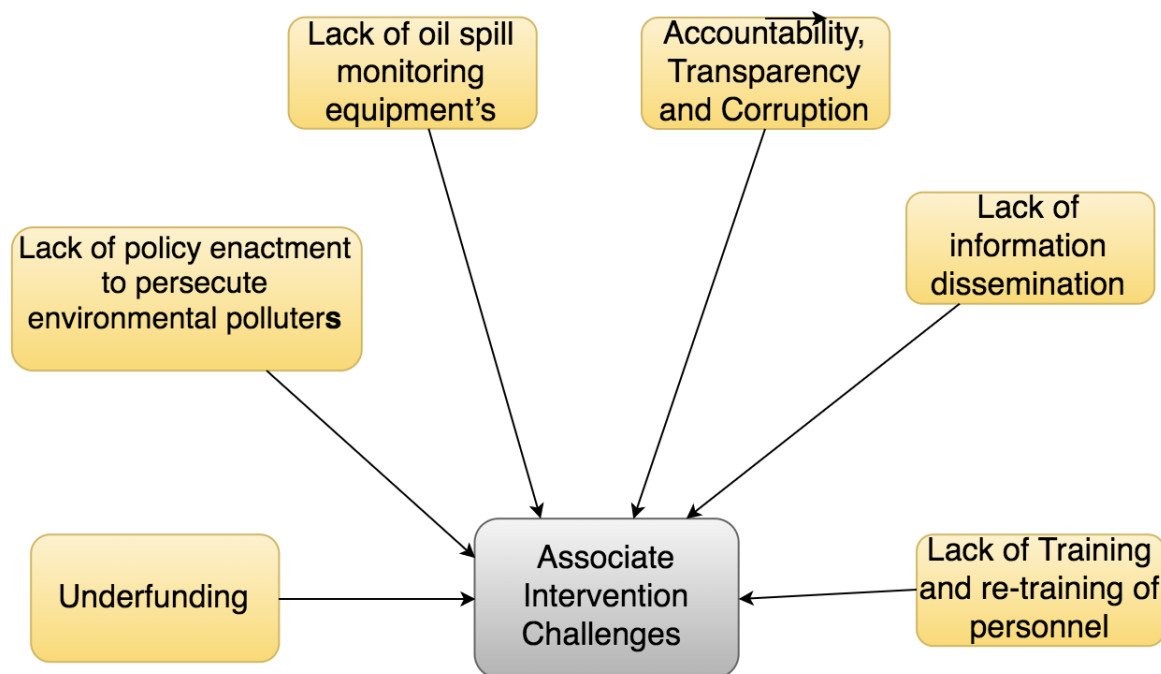 Lack of oil spill
monitoring
equipment’s
Accountability,
Transparency
and Corruption
Lack of
information
dissemination
Lack of policy enactment
to persecute
environmental polluters
Underfunding
Associate
Intervention
Challenges
Lack of Training
and re-training of
personnel